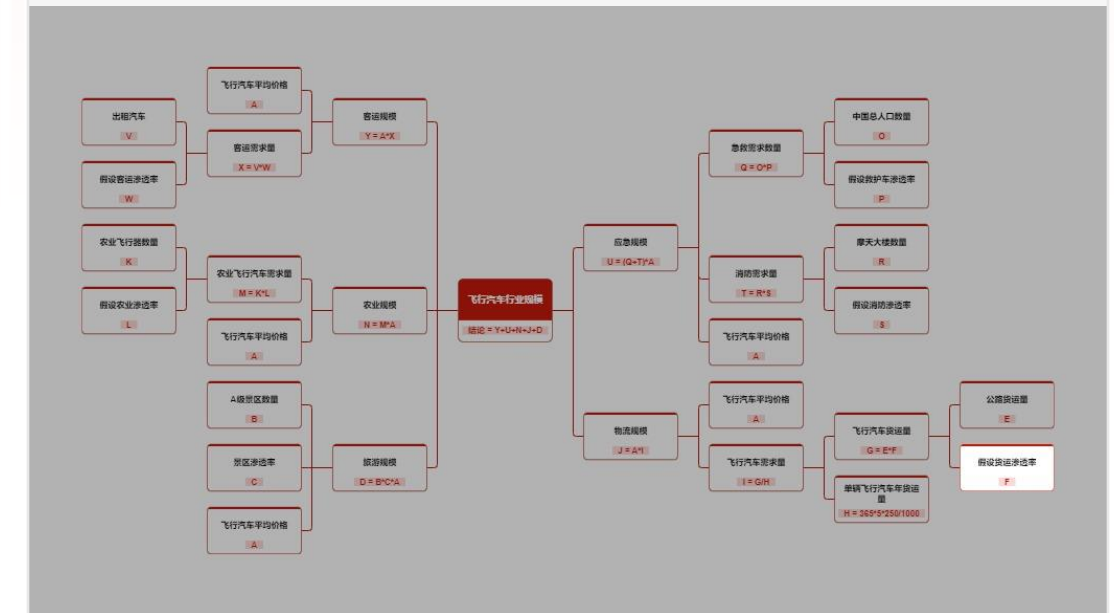 飞行汽车平均价格
A
出租汽车
V
客运规模
Y = A*X
客运需求量
X = V*W
假设客运渗透率
W
农业飞行器数量
K
农业飞行汽车需求量
M = K*L
假设农业渗透率
L
农业规模
N = M*A
飞行汽车平均价格
A
A级景区数量
B
景区渗透率
C
旅游规模
D = B*C*A
飞行汽车平均价格
A
飞行汽车行业规模
结论 = Y+U+N+J+D
中国总人口数量
O
急救需求数量
Q = O*P
假设救护车渗透率
P
应急规模
U = (Q+T)*A
摩天大楼数量
R
消防需求量
T = R*S
假设消防渗透率
S
飞行汽车平均价格
A
飞行汽车平均价格
A
物流规模
J = A*I
飞行汽车需求量
I = G/H
公路货运量
E
飞行汽车货运量
G = E*F
假设货运渗透率
F
单辆飞行汽车年货运
量
H = 365*5*250/1000